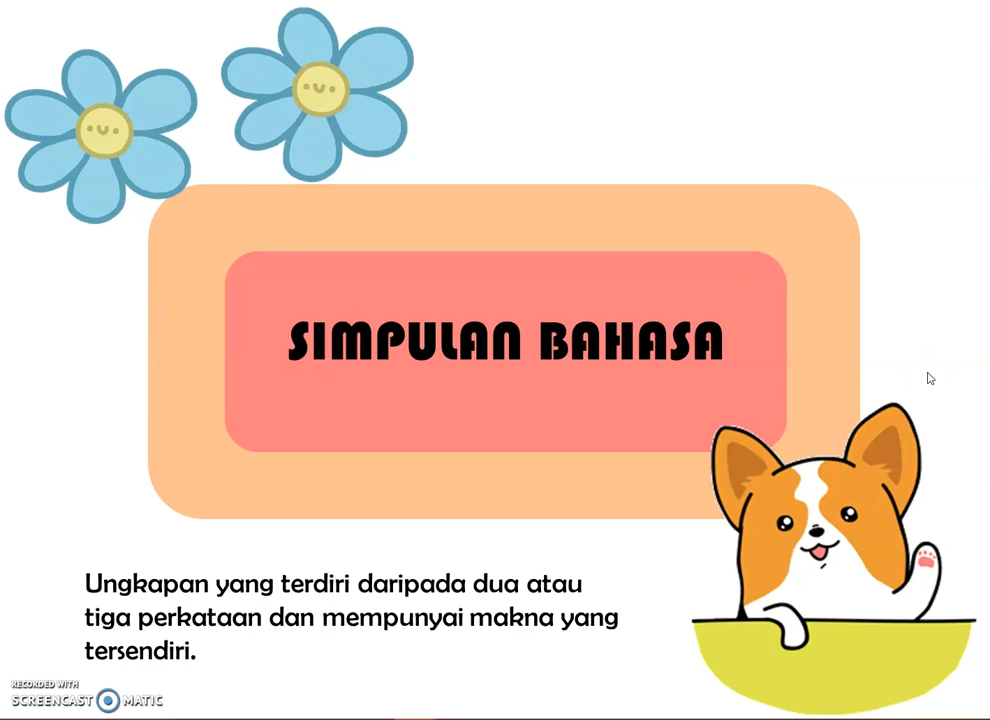 SIMPULAN BAHASA
Ungkapan yang terdiri daripada dua atau
tiga perkataan dan mempunyai makna yang
tersendiri.
RECORDED WITH
SCREENCAST MATIC